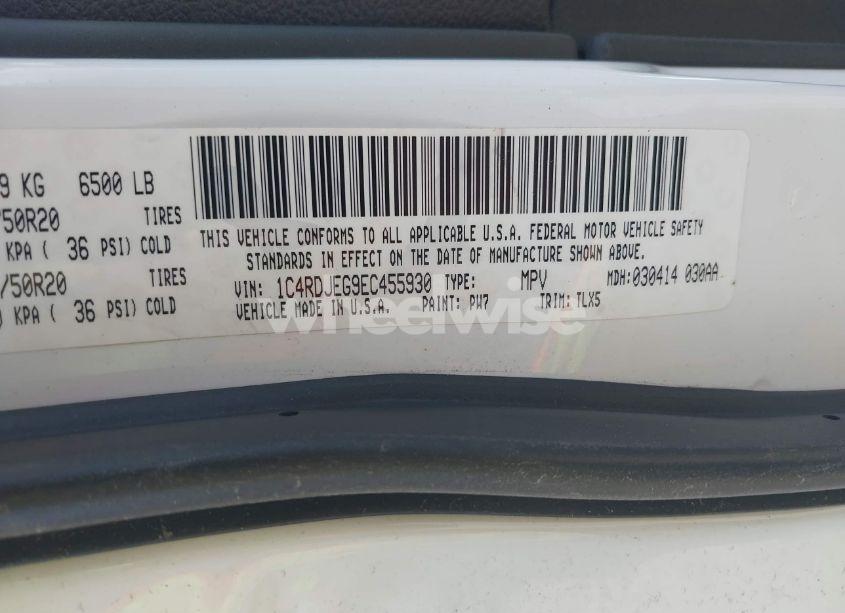 9 KG 6500 LB
/50R20 TIRES
KPA ( 36 PSI) COLD
/50R20 TIRES
KPA ( 36 PSI) COLD
THIS VEHICLE CONFORMS TO ALL APPLICABLE U.S.A. FEDERAL MOTOR VEHICLE SAFETY
STANDARDS IN EFFECT ON THE DATE OF MANUFACTURE SHOWN ABOVE.
VIN: 1C4RDJEG9EC455930 TYPE: MPV MDH:030414 030AA
VEHICLE MADE IN U.S.A. PAINT: PW7 TRIM: TLX5
wheelwise